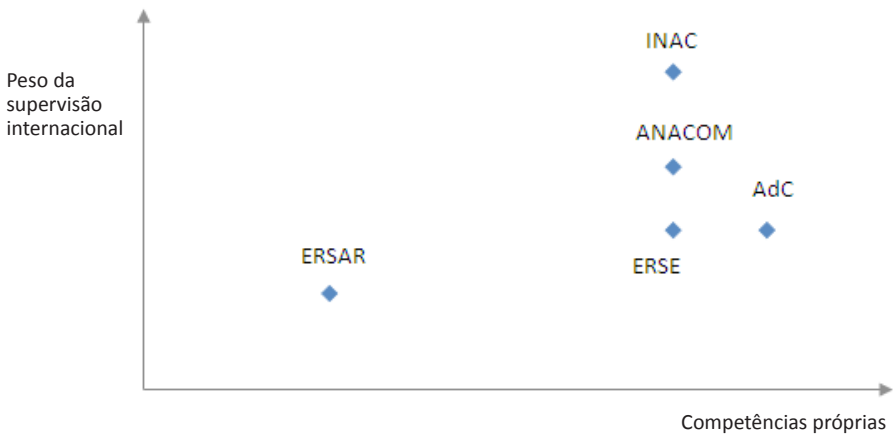 INAC
Peso da
supervisão
internacional
ANACOM
AdC
ERSAR
ERSE
Competências próprias